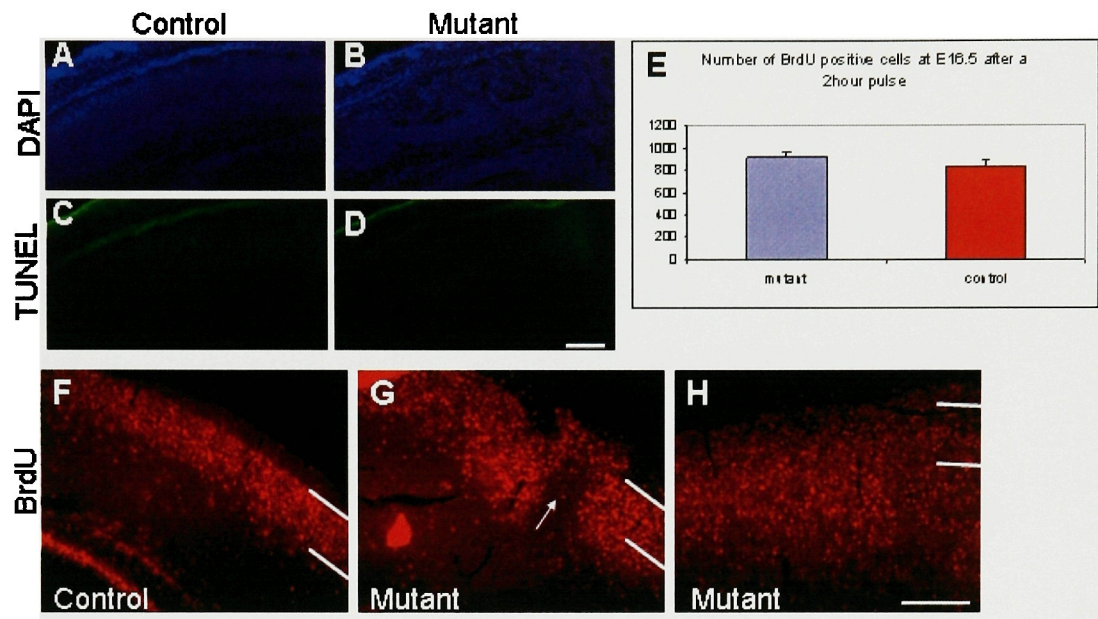 Control Mutant
DAPI
A B
TUNEL
C D
E Number of BrdU positive cells at E16.5 after a
2hour pulse
1200
1000
800
600
400
200
0
mutant control
BrdU
F G H
Control Mutant Mutant